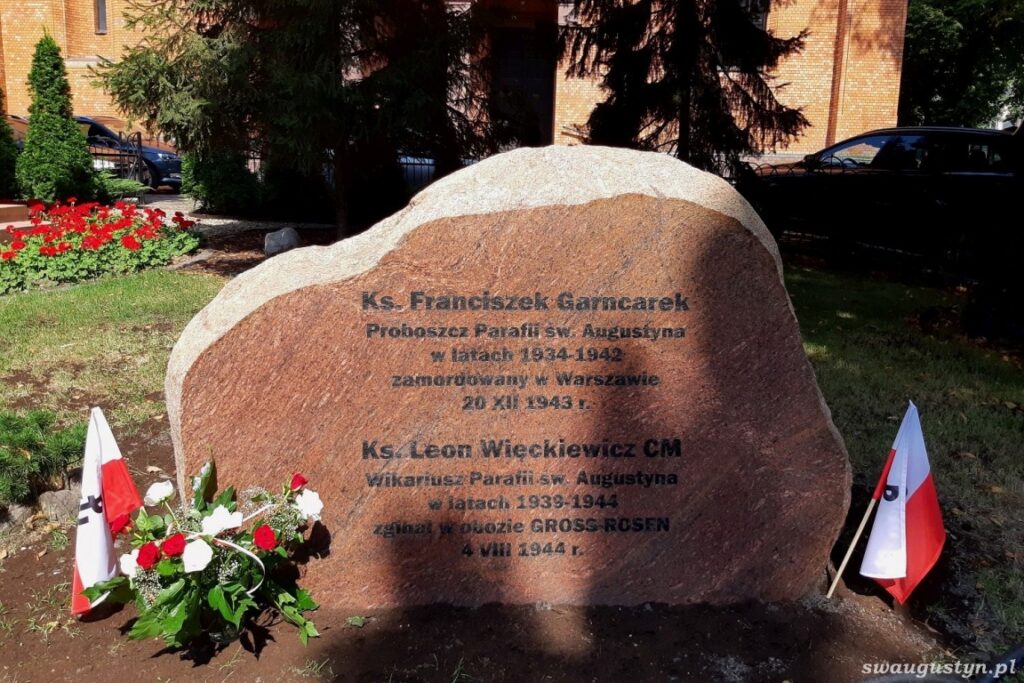 Ks. Franciszek Garncarek
Proboszcz Parafii św. Augustyna
w latach 1934-1942
zamordowany w Warszawie
20 XII 1943 r.
Ks. Leon Więckiewicz CM
Wikariusz Parafii św. Augustyna
w latach 1939-1944
zginął w obozie GROSS-ROSEN
4 VIII 1944 r.
swaugustyn.pl